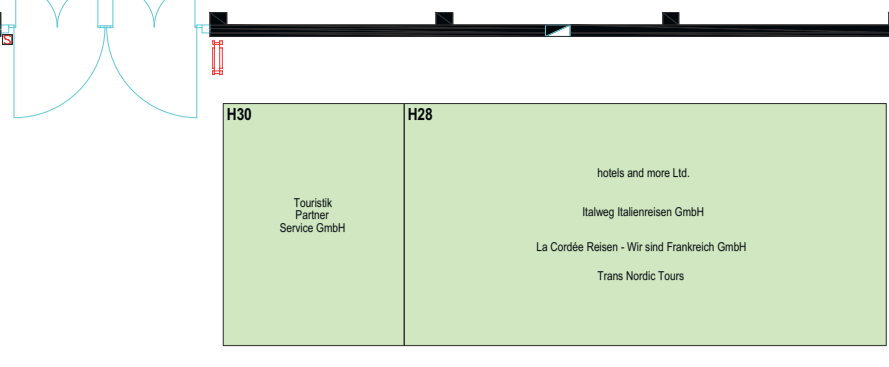 H30
Touristik
Partner
Service GmbH
H28
hotels and more Ltd.
Italweg Italienreisen GmbH
La Cordée Reisen - Wir sind Frankreich GmbH
Trans Nordic Tours